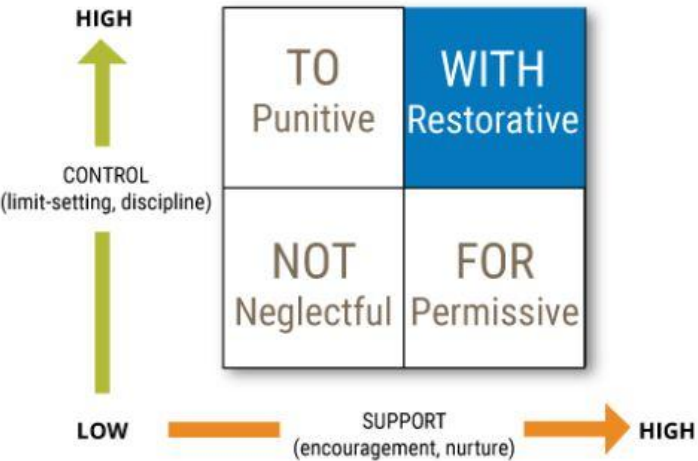 HIGH
TO
Punitive
WITH
Restorative
CONTROL
(limit-setting, discipline)
NOT
Neglectful
FOR
Permissive
LOW
SUPPORT
(encouragement, nurture)
HIGH